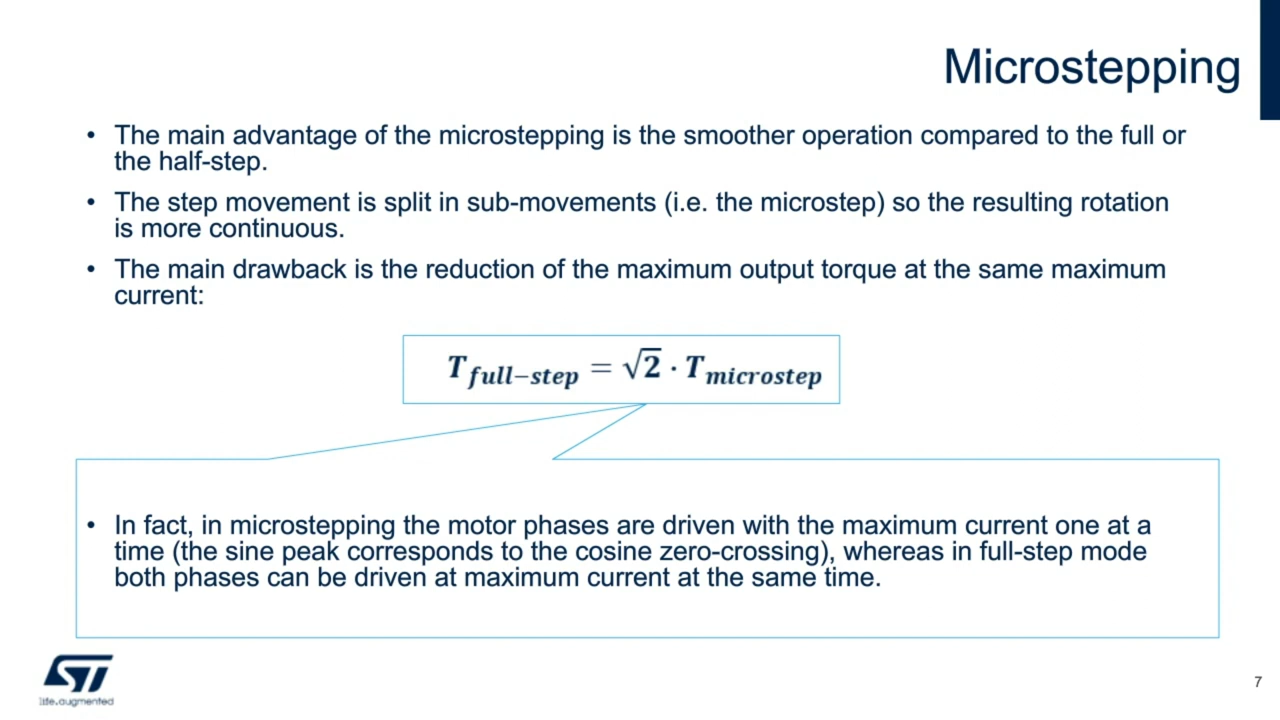 Microstepping
• The main advantage of the microstepping is the smoother operation compared to the full or
the half-step.
• The step movement is split in sub-movements (i.e. the microstep) so the resulting rotation
is more continuous.
• The main drawback is the reduction of the maximum output torque at the same maximum
current:
T_full−step = √2 · T_microstep
• In fact, in microstepping the motor phases are driven with the maximum current one at a
time (the sine peak corresponds to the cosine zero-crossing), whereas in full-step mode
both phases can be driven at maximum current at the same time.
ST
life.augmented
7